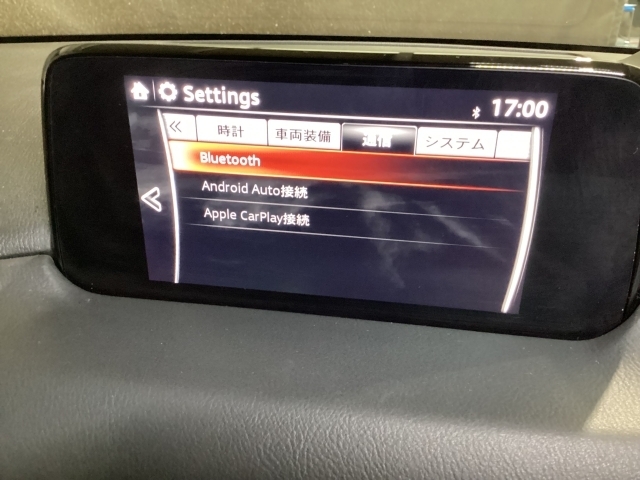 Settings
17:00
時計 車両装備 通信 システム
Bluetooth
Android Auto接続
Apple CarPlay接続